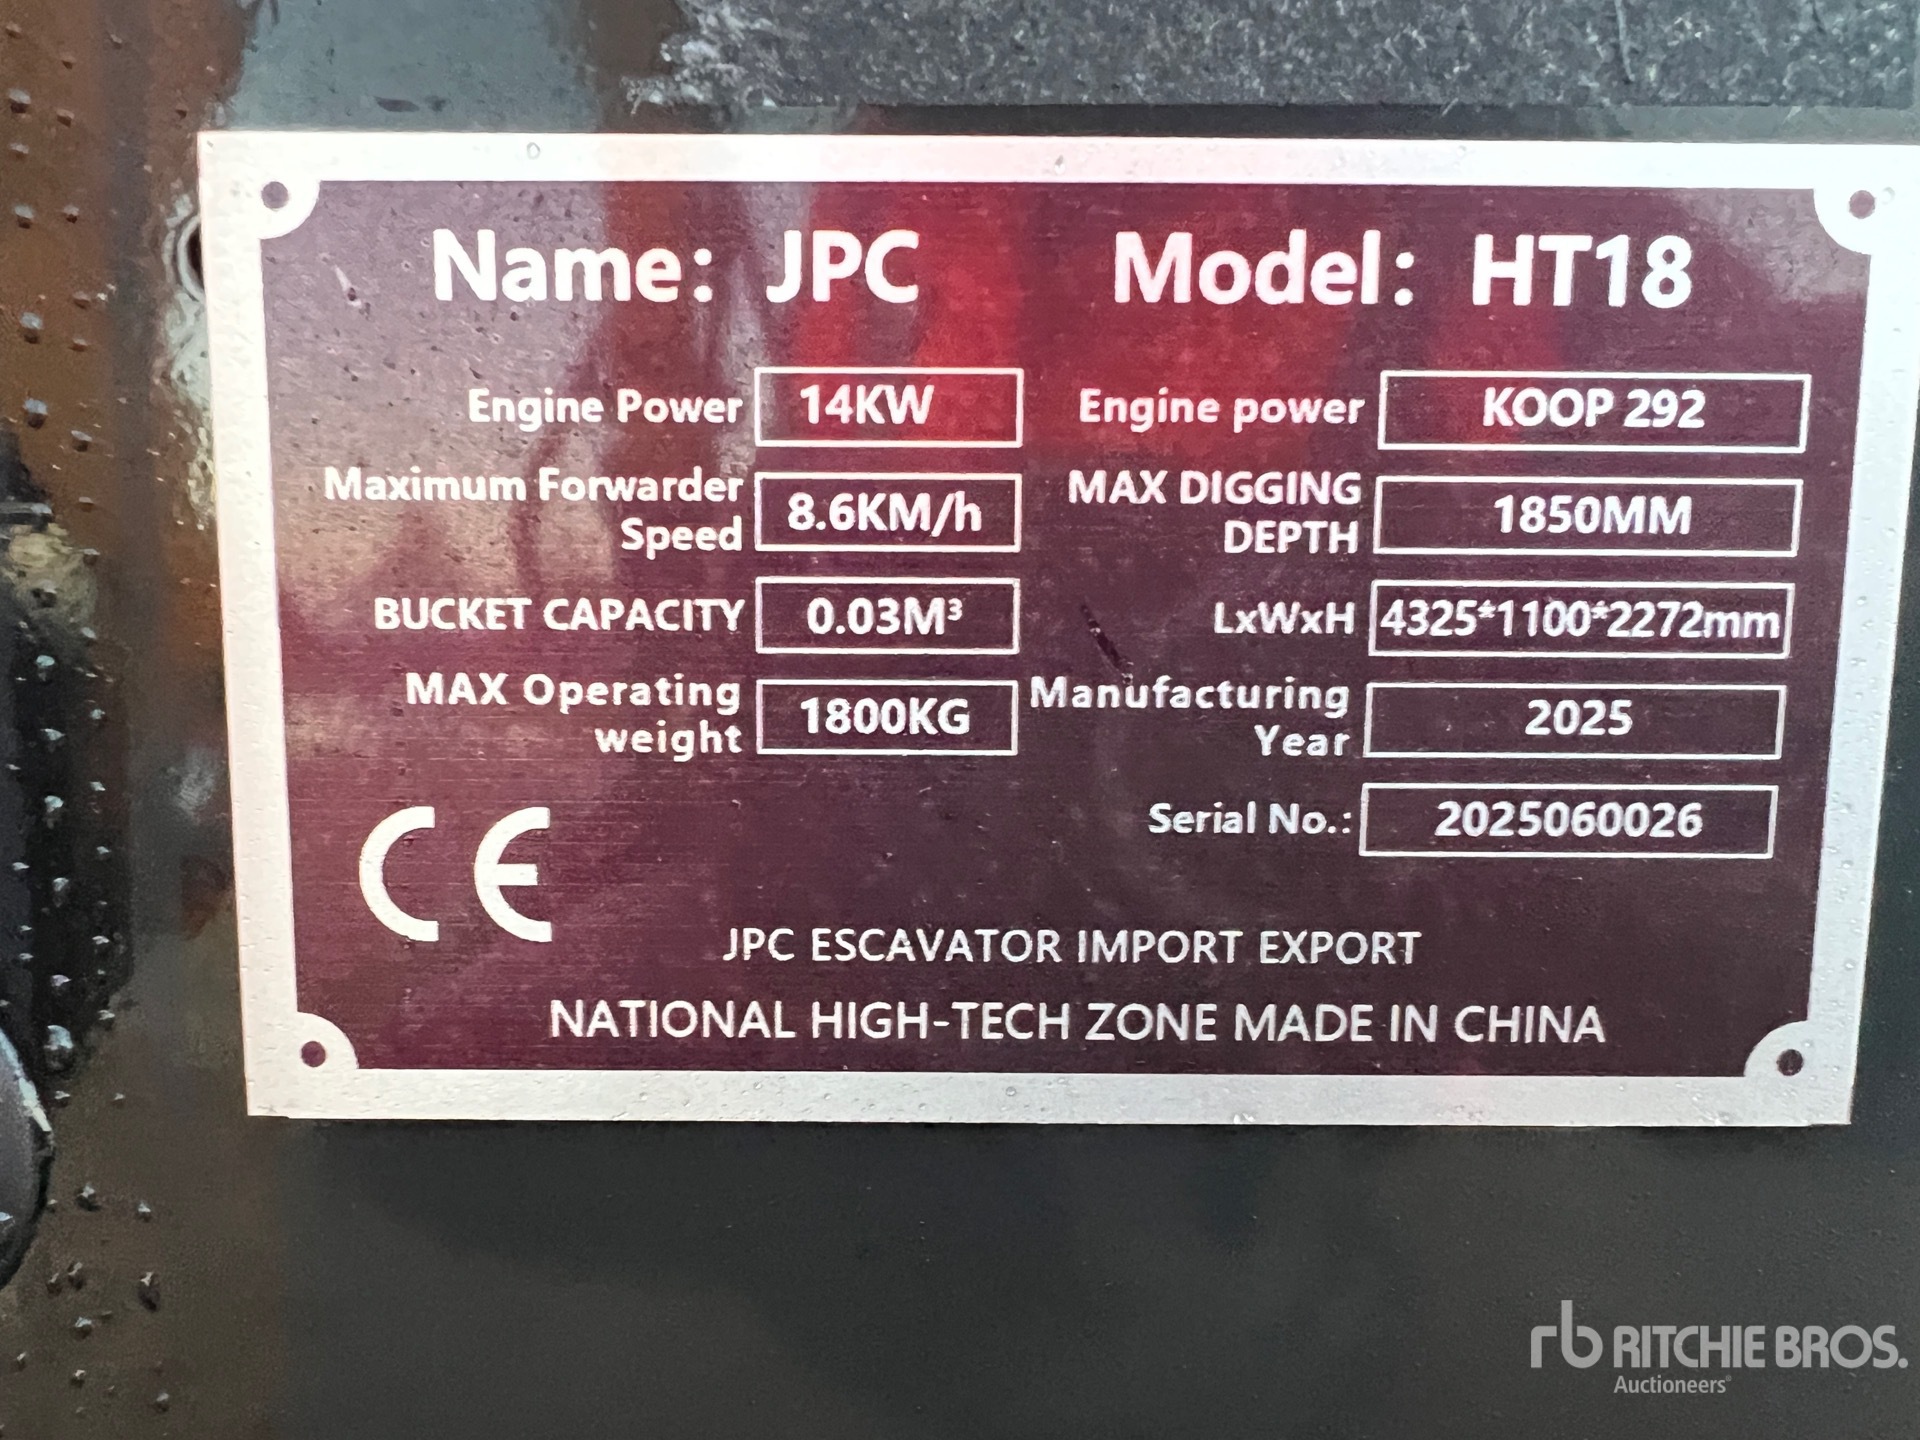 Name: JPC Model: HT18
Engine Power 14KW Engine power KOOP 292
Maximum Forwarder Speed 8.6KM/h MAX DIGGING DEPTH 1850MM
BUCKET CAPACITY 0.03M³ LxWxH 4325*1100*2272mm
MAX Operating weight 1800KG Manufacturing Year 2025
Serial No.: 2025060026
CE
JPC ESCAVATOR IMPORT EXPORT
NATIONAL HIGH-TECH ZONE MADE IN CHINA
rb RITCHIE BROS.
Auctioneers®